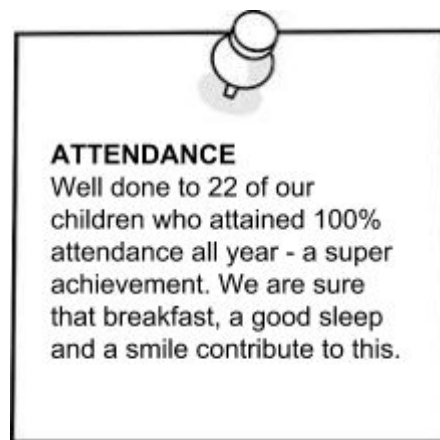 ATTENDANCE
Well done to 22 of our
children who attained 100%
attendance all year - a super
achievement. We are sure
that breakfast, a good sleep
and a smile contribute to this.